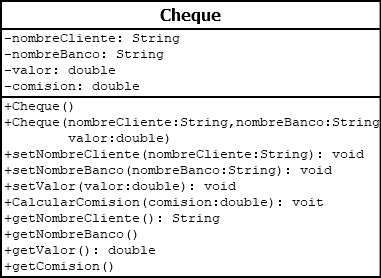 Cheque
-nombreCliente: String
-nombreBanco: String
-valor: double
-comision: double
+Cheque()
+Cheque(nombreCliente:String,nombreBanco:String
valor:double)
+setNombreCliente(nombreCliente:String): void
+setNombreBanco(nombreBanco:String): void
+setValor(valor:double): void
+CalcularComision(comision:double): voit
+getNombreCliente(): String
+getNombreBanco()
+getValor(): double
+getComision()